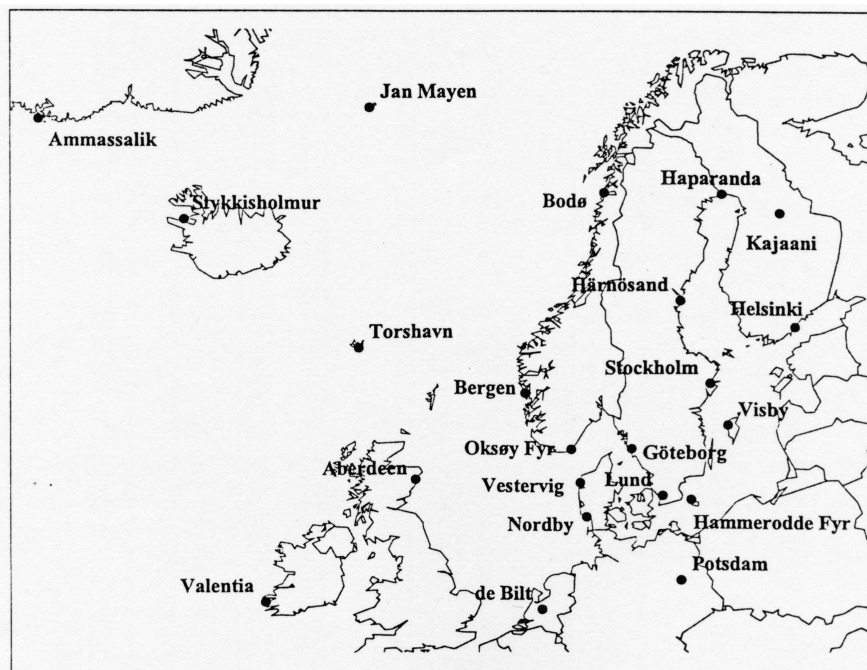 Jan Mayen
Ammassalik
Haparanda
Stykkisholmur
Bodø
Kajaani
Härnösand
Helsinki
Torshavn
Stockholm
Bergen
Visby
Oksøy Fyr
Göteborg
Aberdeen
Lund
Vestervig
Nordby
Hammerodde Fyr
Potsdam
Valentia
de Bilt